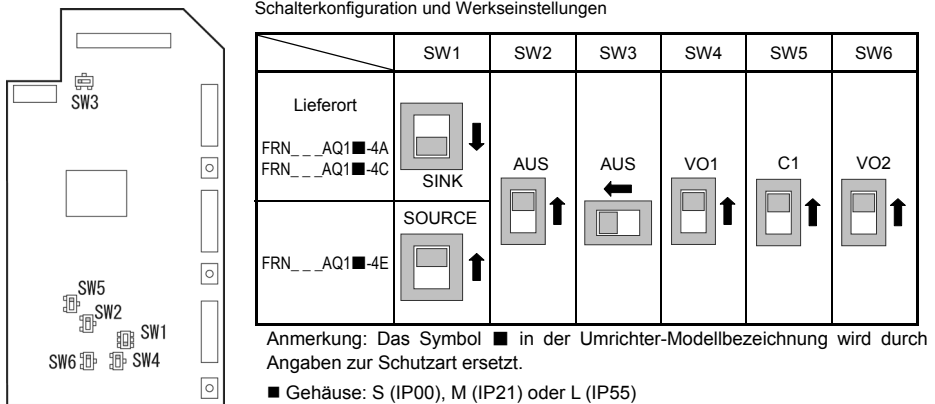 Schalterkonfiguration und Werkseinstellungen
SW1 SW2 SW3 SW4 SW5 SW6
Lieferort
FRN_ _ _AQ1■-4A
FRN_ _ _AQ1■-4C
SINK
AUS AUS VO1 C1 VO2
SOURCE
FRN_ _ _AQ1■-4E
SW3
SW5
SW2
SW1
SW6 SW4
Anmerkung: Das Symbol ■ in der Umrichter-Modellbezeichnung wird durch
Angaben zur Schutzart ersetzt.
■ Gehäuse: S (IP00), M (IP21) oder L (IP55)